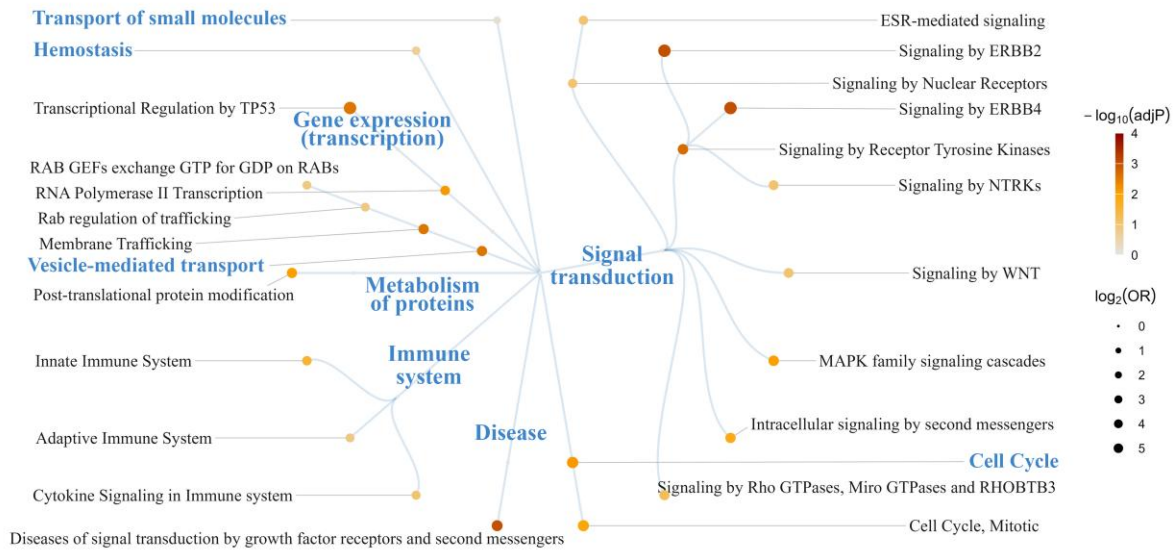 Transport of small molecules
Hemostasis
Transcriptional Regulation by TP53
Gene expression
(transcription)
RAB GEFs exchange GTP for GDP on RABs
RNA Polymerase II Transcription
Rab regulation of trafficking
Membrane Trafficking
Vesicle-mediated transport
Post-translational protein modification
Metabolism
of proteins
Innate Immune System
Immune
system
Adaptive Immune System
Cytokine Signaling in Immune system
Disease
Diseases of signal transduction by growth factor receptors and second messengers
Signal
transduction
ESR-mediated signaling
Signaling by ERBB2
Signaling by Nuclear Receptors
Signaling by ERBB4
Signaling by Receptor Tyrosine Kinases
Signaling by NTRKs
Signaling by WNT
MAPK family signaling cascades
Intracellular signaling by second messengers
Cell Cycle
Signaling by Rho GTPases, Miro GTPases and RHOBTB3
Cell Cycle, Mitotic
−log₁₀(adjP)
4
3
2
1
0
log₂(OR)
0
1
2
3
4
5